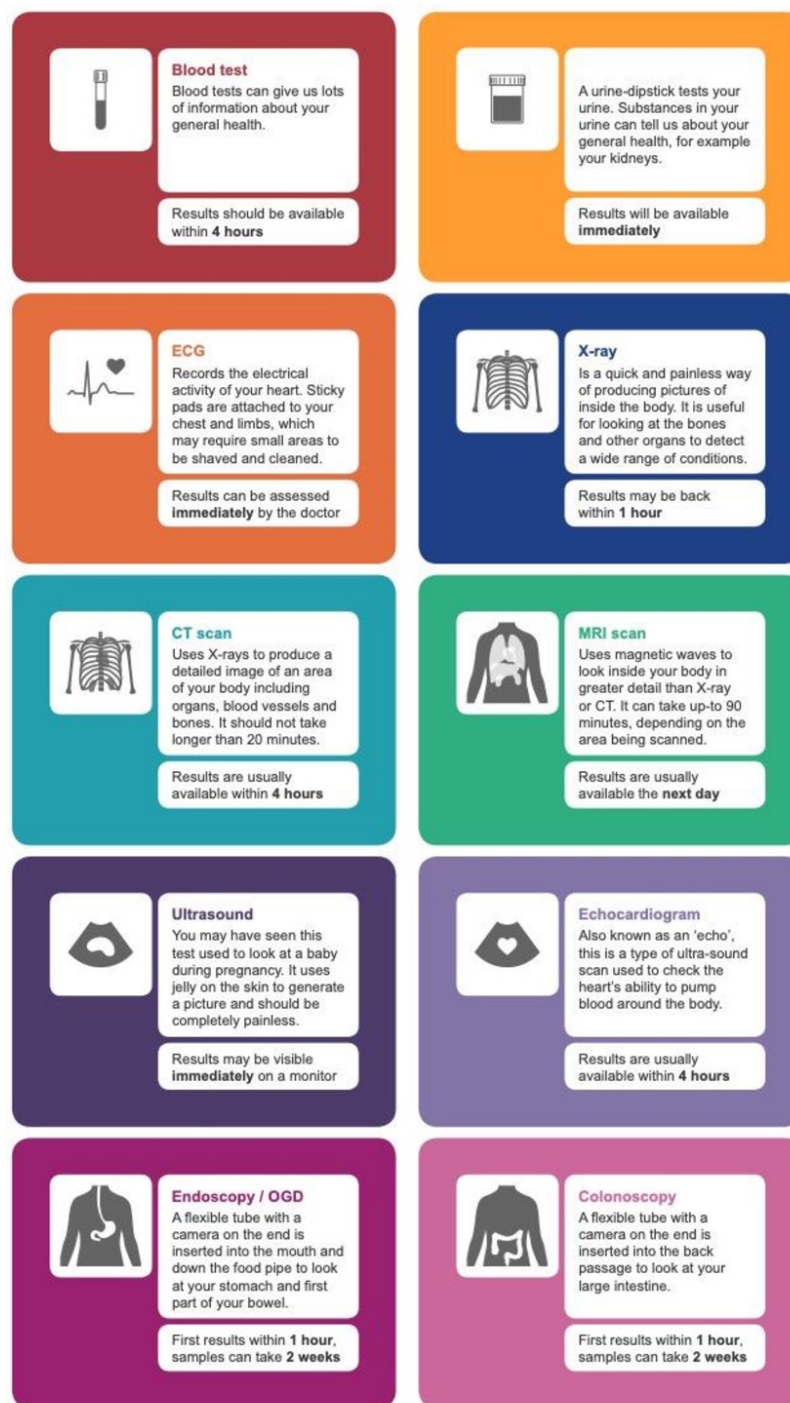 Blood test
Blood tests can give us lots
of information about your
general health.
Results should be available
within 4 hours
A urine-dipstick tests your
urine. Substances in your
urine can tell us about your
general health, for example
your kidneys.
Results will be available
immediately
ECG
Records the electrical
activity of your heart. Sticky
pads are attached to your
chest and limbs, which
may require small areas to
be shaved and cleaned.
Results can be assessed
immediately by the doctor
X-ray
Is a quick and painless way
of producing pictures of
inside the body. It is useful
for looking at the bones
and other organs to detect
a wide range of conditions.
Results may be back
within 1 hour
CT scan
Uses X-rays to produce a
detailed image of an area
of your body including
organs, blood vessels and
bones. It should not take
longer than 20 minutes.
Results are usually
available within 4 hours
MRI scan
Uses magnetic waves to
look inside your body in
greater detail than X-ray
or CT. It can take up-to 90
minutes, depending on the
area being scanned.
Results are usually
available the next day
Ultrasound
You may have seen this
test used to look at a baby
during pregnancy. It uses
jelly on the skin to generate
a picture and should be
completely painless.
Results may be visible
immediately on a monitor
Echocardiogram
Also known as an ‘echo’,
this is a type of ultra-sound
scan used to check the
heart’s ability to pump
blood around the body.
Results are usually
available within 4 hours
Endoscopy / OGD
A flexible tube with a
camera on the end is
inserted into the mouth and
down the food pipe to look
at your stomach and first
part of your bowel.
First results within 1 hour,
samples can take 2 weeks
Colonoscopy
A flexible tube with a
camera on the end is
inserted into the back
passage to look at your
large intestine.
First results within 1 hour,
samples can take 2 weeks